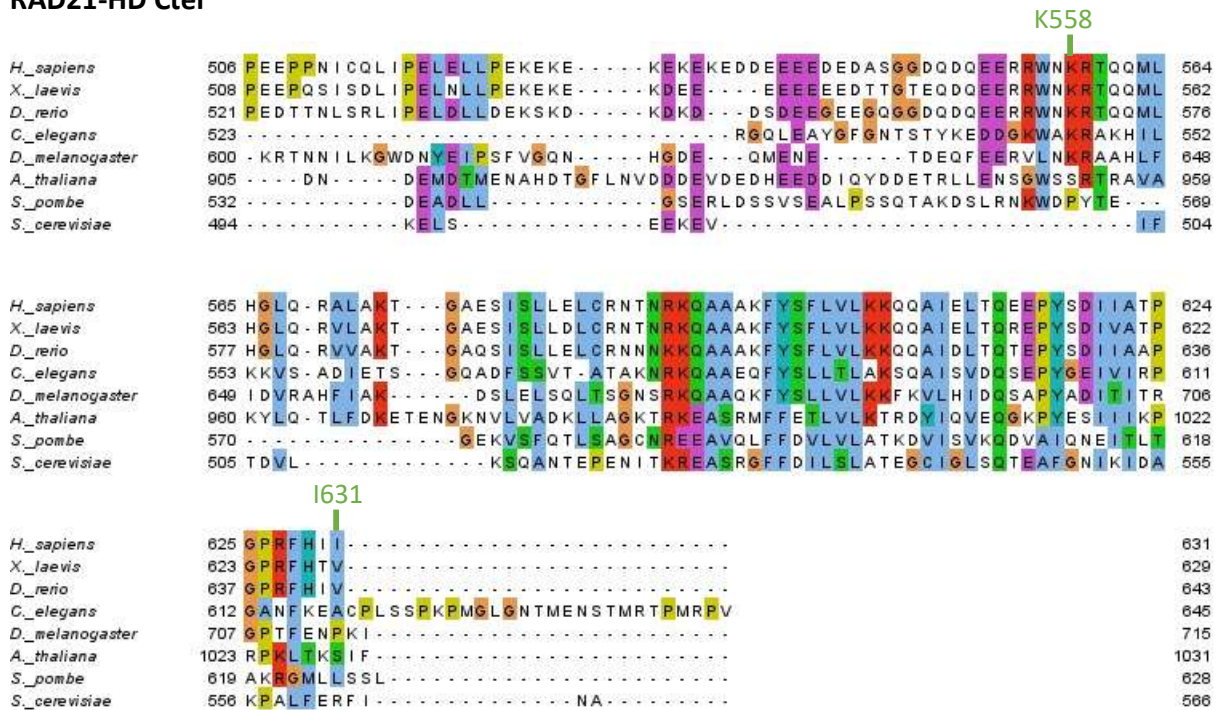 RAD21-HD Cter
K558
H._sapiens 506 PEEPPNICQLIPELELLPEKEKE-----KEKEKEDDEEEEDEDASGGDQDQEERRWNKRTQQML 564
X._laevis 508 PEEPQSISDLIPELNLLPEKEKE-----KDEE----EEEEEEDTTGTEQDQEERRWNKRTQQML 562
D._rerio 521 PEDTTNLSRLIPELDLLDEKSKD-----KDKD---DSDEEGEEGQGGDQDQEERRWNKRTQQML 576
C._elegans 523 ----------------------------------RGQLEAYGFGNTSTYKEDDGKWAKRAKHIL 552
D._melanogaster 600 -KRTNNILKGWDNYEIPSFVGQN-----HGDE---QMENE------TDEQFEERVLNKRAAHLF 648
A._thaliana 905 ----DN-----DEMDTMENAHDTGFLNVDDDEVDEDHEEDDIQYDDETRLLENSGWSSRTRAVA 959
S._pombe 532 -----------DEADLL------------GSERLDSSVSEALPSSQTAKDSLRNKWDPYTE--- 569
S._cerevisiae 494 -----------KELS------------EEKEV------------------------------IF 504
H._sapiens 565 HGLQ-RALAKT---GAESISLLELCRNTNRKQAAAKFYSFLVLKKQQAIELTQEEPYSDIIATP 624
X._laevis 563 HGLQ-RVLAKT---GAESISLLDLCRNTNRKQAAAKFYSFLVLKKQQAIELTQREPYSDIVATP 622
D._rerio 577 HGLQ-RVVAKT---GAQSISLLELCRNNNKKQAAAKFYSFLVLKKQQAIDLTQTEPYSDIIAAP 636
C._elegans 553 KKVS-ADIETS---GQADFSSVT-ATAKNRKQAAEQFYSLLTLAKSQAISVDQSEPYGEIVIRP 611
D._melanogaster 649 IDVRAHFIAK------DSLELSQLTSGNSRKQAAAKFYSFLVLKKFKVLHIDQSAPYADITITR 706
A._thaliana 960 KYLQ-TLFDKETENGKNVLVADKLLAGKTRKEASRMFFETLVLKTRDYIQVEQGKPYESIIIKP 1022
S._pombe 570 ---------------GEKVSFQTLSAGCNREEAVQLFFDVLVLATKDVISVKQDVAIQNEITLT 618
S._cerevisiae 505 TDVL-------------KSQANTEPENITKREASRGFFDILSLATEGCIGLSQTEAFGNIKIDA 555
I631
H._sapiens 625 GPRFHII--------------------------- 631
X._laevis 623 GPRFHTV--------------------------- 629
D._rerio 637 GPRFHIV--------------------------- 643
C._elegans 612 GANFKEACPLSSPKPMGLGNTMENSTMRTPMRPV 645
D._melanogaster 707 GPTFENPKI------------------------- 715
A._thaliana 1023 RPKLTKSIF------------------------- 1031
S._pombe 619 AKRGMLLSSL------------------------ 628
S._cerevisiae 556 KPALFERFI--------------NA--------- 566